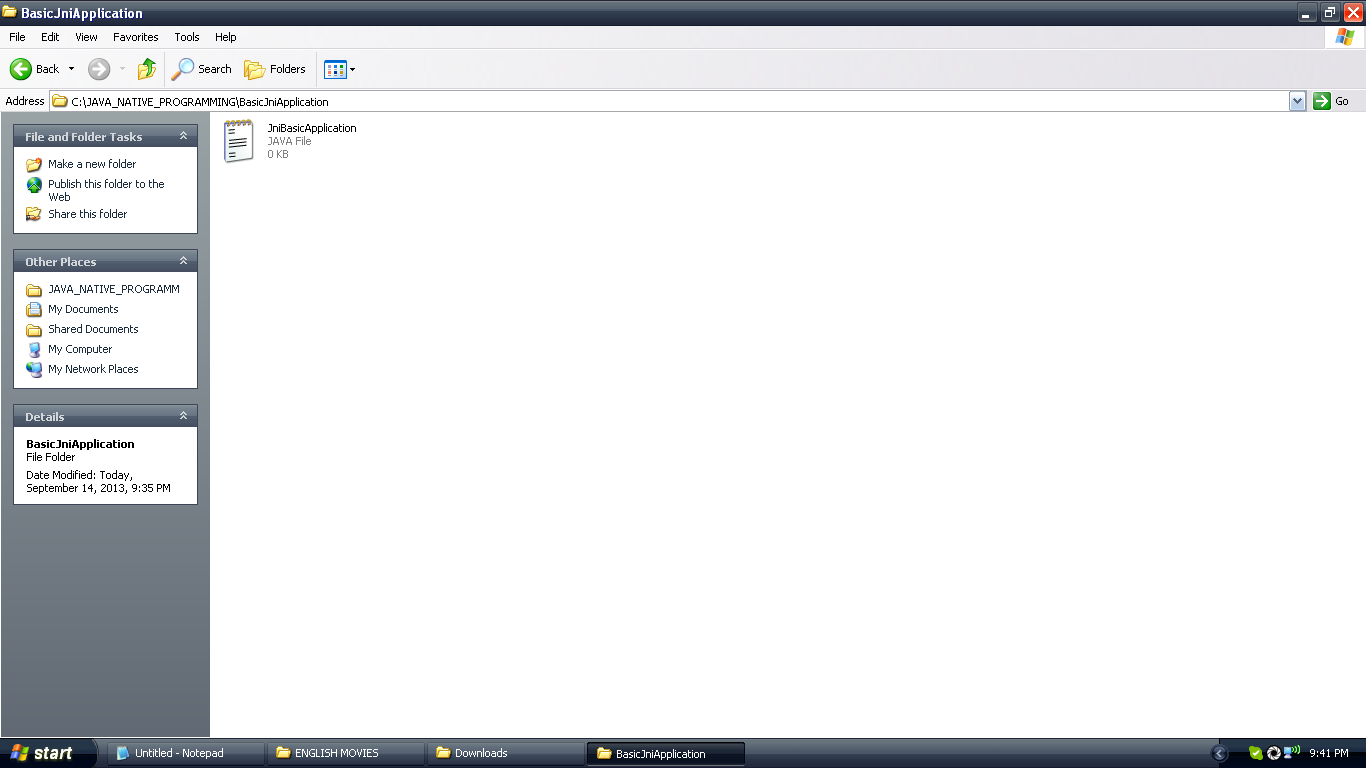 BasicJniApplication
File Edit View Favorites Tools Help
Back Search Folders
Address C:\JAVA_NATIVE_PROGRAMMING\BasicJniApplication Go
File and Folder Tasks
Make a new folder
Publish this folder to the
Web
Share this folder
Other Places
JAVA_NATIVE_PROGRAMM
My Documents
Shared Documents
My Computer
My Network Places
Details
BasicJniApplication
File Folder
Date Modified: Today,
September 14, 2013, 9:35 PM
JniBasicApplication
JAVA File
0 KB
start Untitled - Notepad ENGLISH MOVIES Downloads BasicJniApplication 9:41 PM